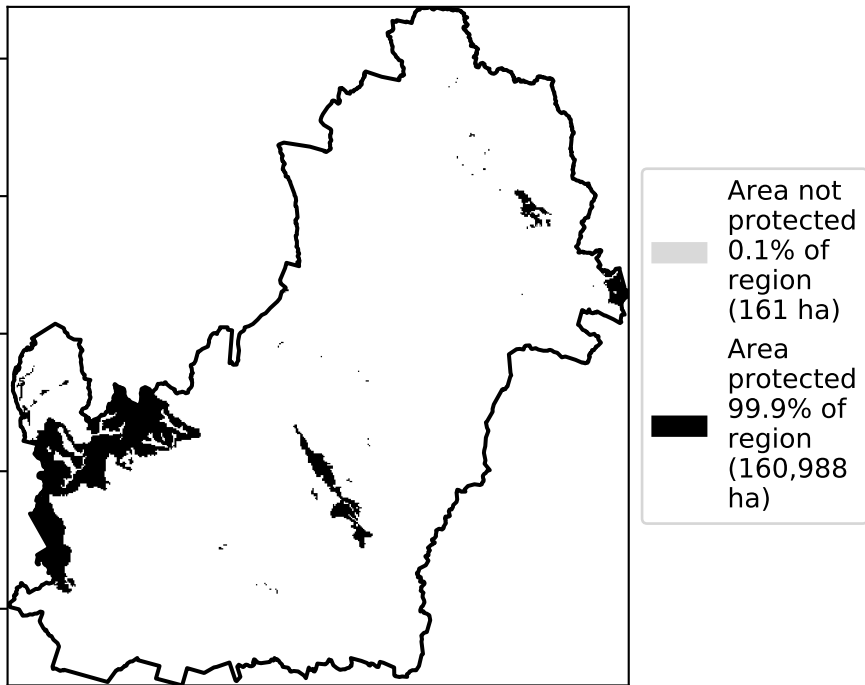 Area not
protected
0.1% of
region
(161 ha)
Area
protected
99.9% of
region
(160,988
ha)